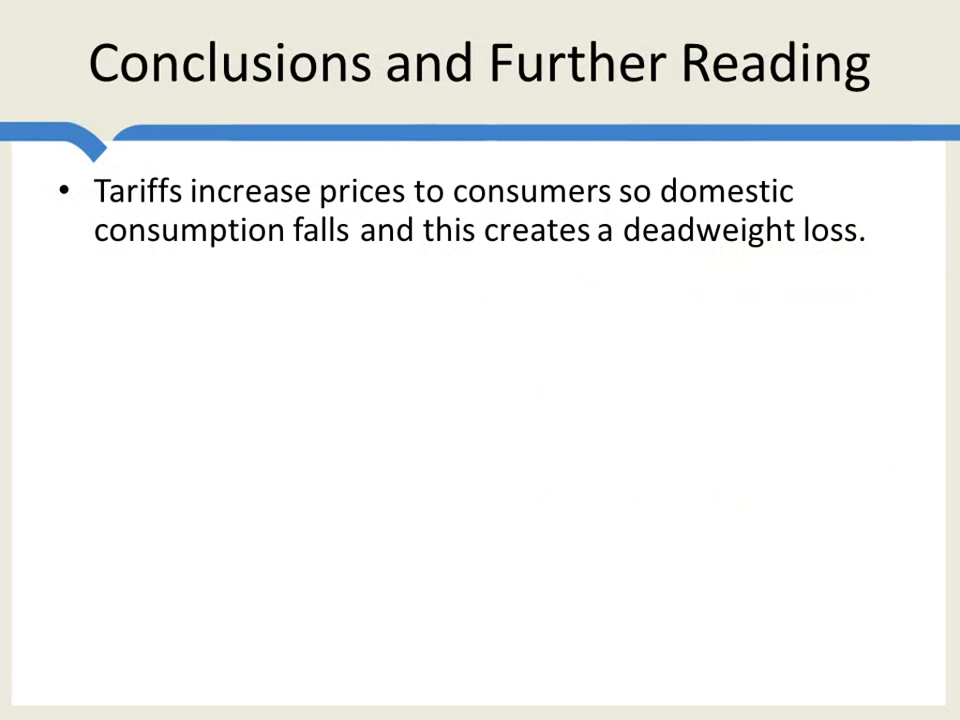 Conclusions and Further Reading
• Tariffs increase prices to consumers so domestic
consumption falls and this creates a deadweight loss.